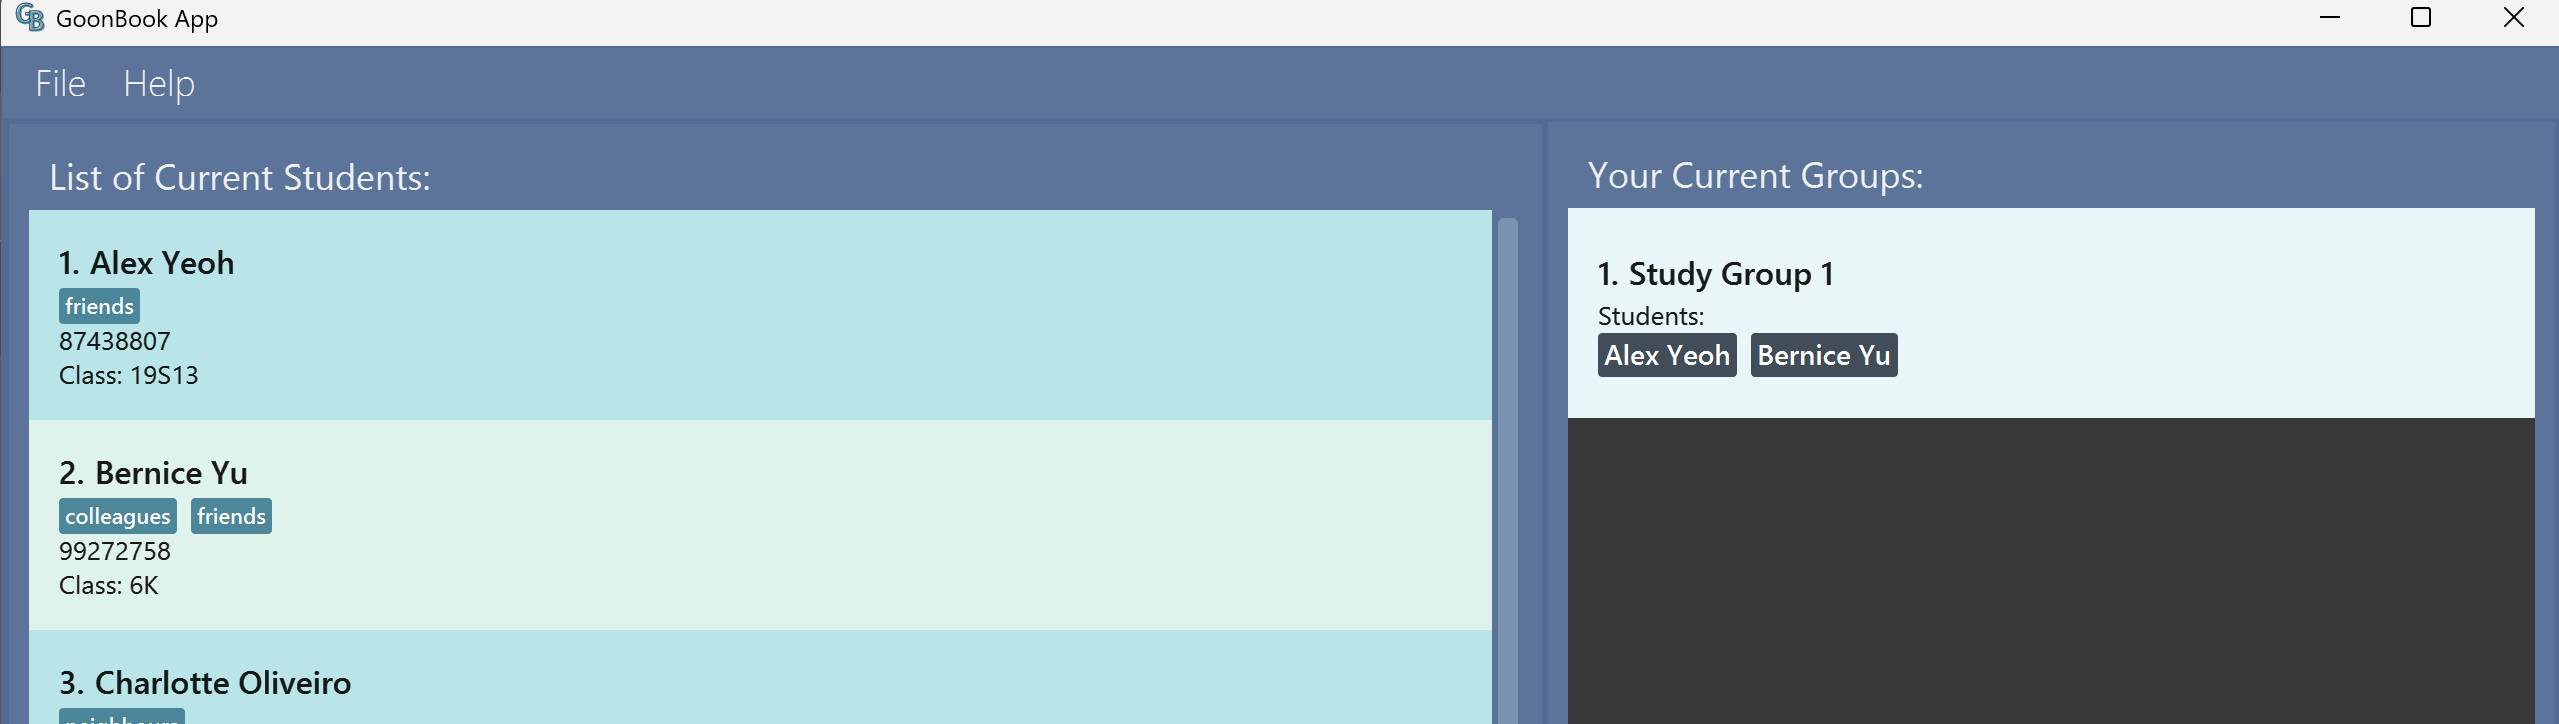 GB GoonBook App
File Help
List of Current Students:
1. Alex Yeoh
friends
87438807
Class: 19S13
2. Bernice Yu
colleagues friends
99272758
Class: 6K
3. Charlotte Oliveiro
Your Current Groups:
1. Study Group 1
Students:
Alex Yeoh Bernice Yu